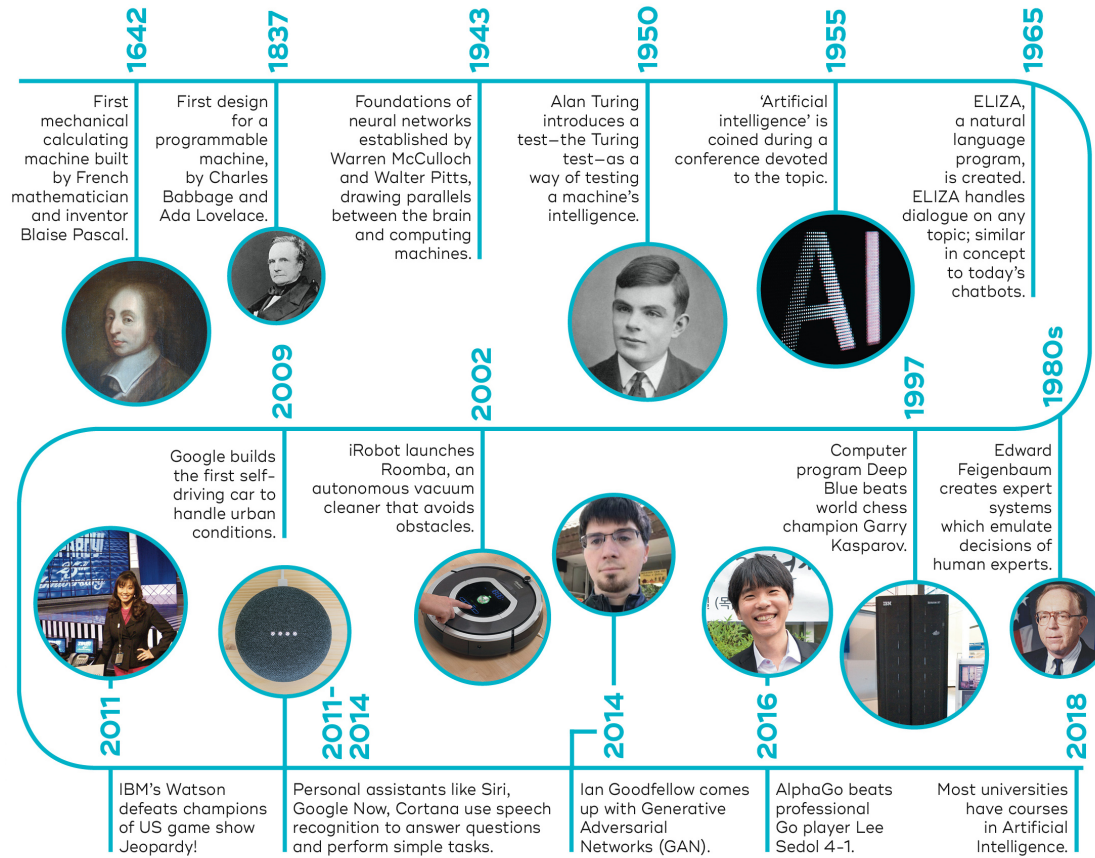 1642
First
mechanical
calculating
machine built
by French
mathematician
and inventor
Blaise Pascal.
1837
First design
for a
programmable
machine,
by Charles
Babbage and
Ada Lovelace.
1943
Foundations of
neural networks
established by
Warren McCulloch
and Walter Pitts,
drawing parallels
between the brain
and computing
machines.
1950
Alan Turing
introduces a
test—the Turing
test—as a
way of testing
a machine’s
intelligence.
1955
‘Artificial
intelligence’ is
coined during a
conference devoted
to the topic.
AI
1965
ELIZA,
a natural
language
program,
is created.
ELIZA handles
dialogue on any
topic; similar
in concept
to today’s
chatbots.
1980s
Edward
Feigenbaum
creates expert
systems
which emulate
decisions of
human experts.
1997
Computer
program Deep
Blue beats
world chess
champion Garry
Kasparov.
2002
iRobot launches
Roomba, an
autonomous vacuum
cleaner that avoids
obstacles.
2009
Google builds
the first self-
driving car to
handle urban
conditions.
2011
IBM’s Watson
defeats champions
of US game show
Jeopardy!
2011-
2014
Personal assistants like Siri,
Google Now, Cortana use speech
recognition to answer questions
and perform simple tasks.
2014
Ian Goodfellow comes
up with Generative
Adversarial
Networks (GAN).
2016
AlphaGo beats
professional
Go player Lee
Sedol 4-1.
2018
Most universities
have courses
in Artificial
Intelligence.